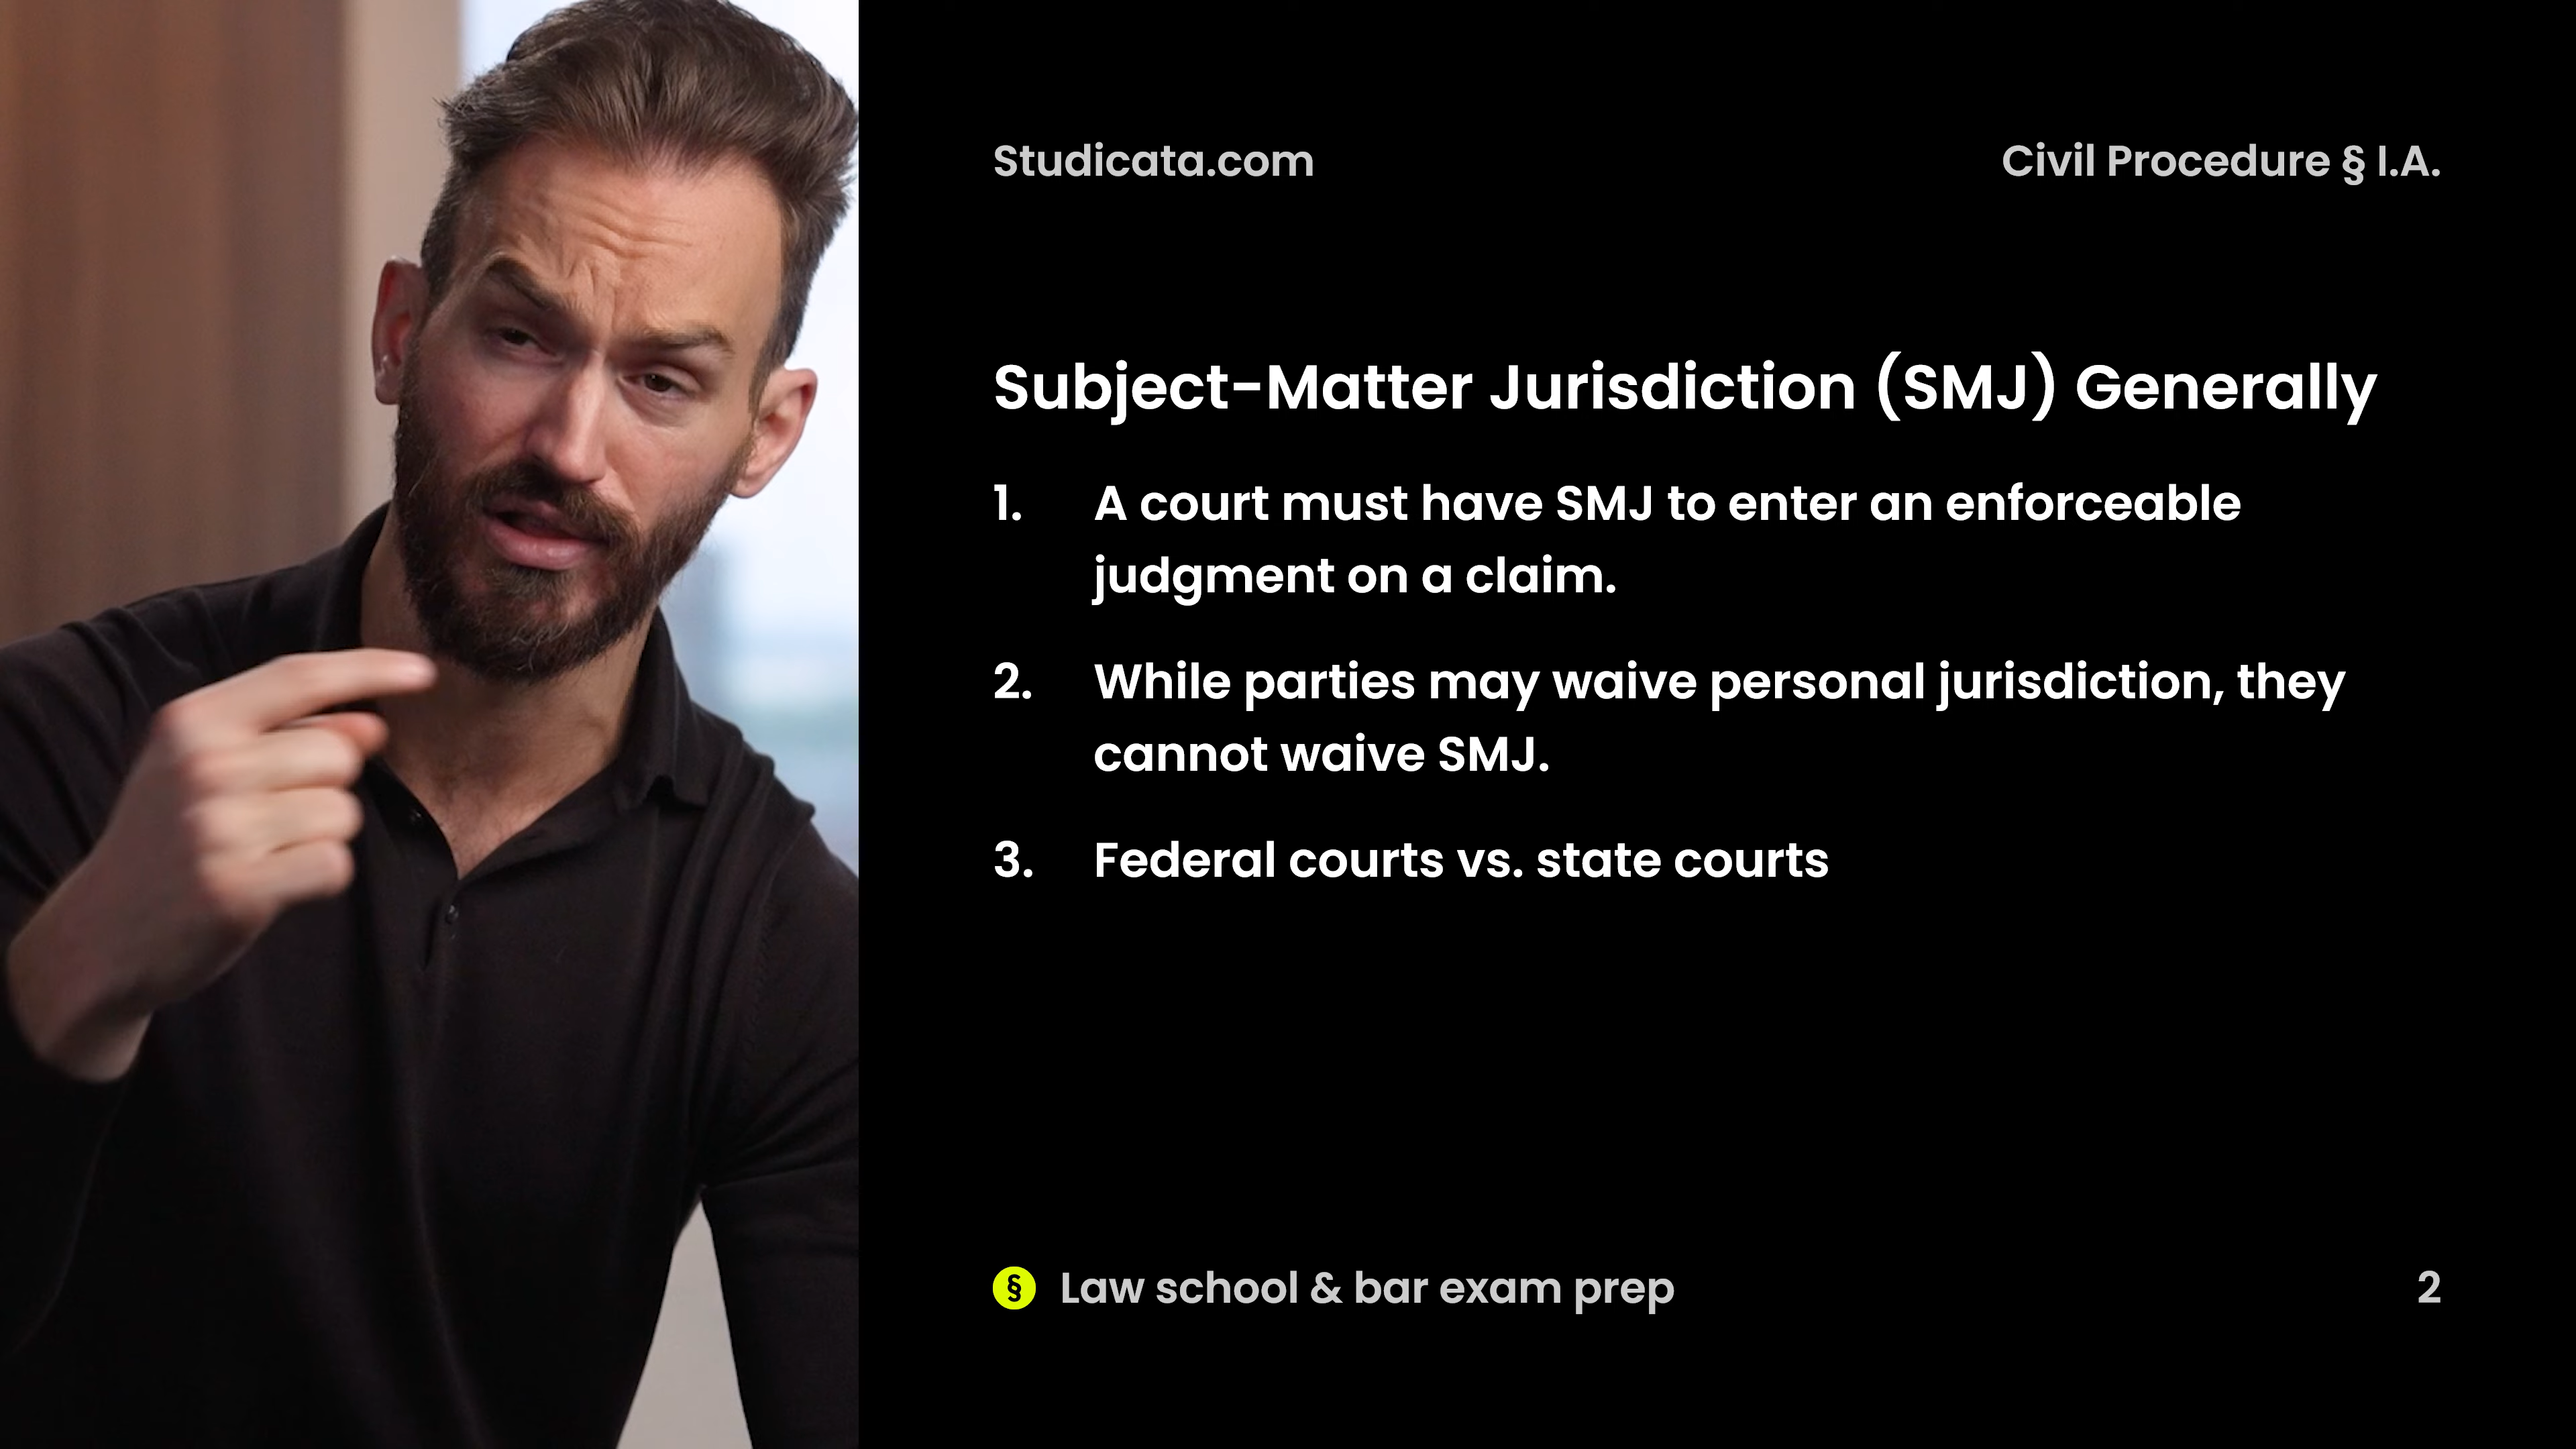 Studicata.com
Civil Procedure § I.A.
Subject-Matter Jurisdiction (SMJ) Generally
1. A court must have SMJ to enter an enforceable
judgment on a claim.
2. While parties may waive personal jurisdiction, they
cannot waive SMJ.
3. Federal courts vs. state courts
§ Law school & bar exam prep
2